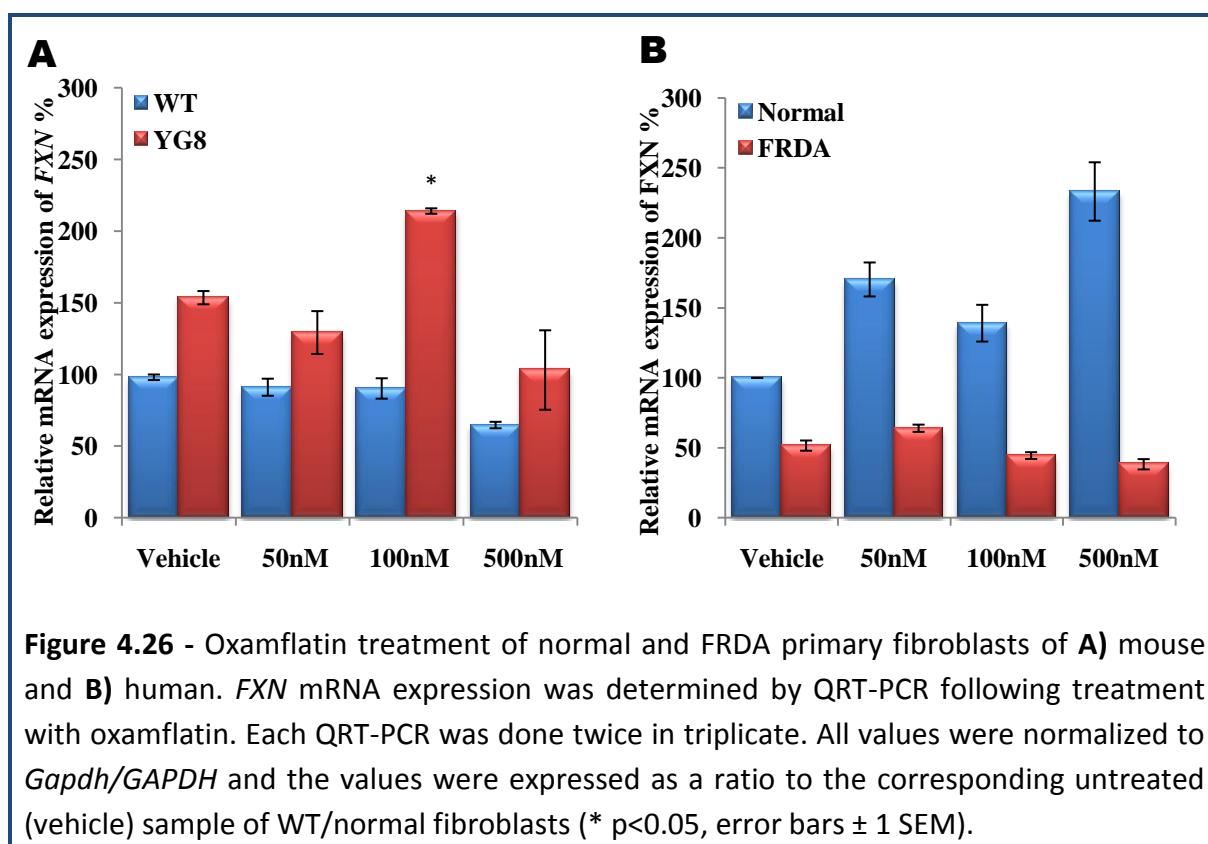 A
Relative mRNA expression of FXN %
300
250
200
150
100
50
0
WT
YG8
*
Vehicle 50nM 100nM 500nM
B
Relative mRNA expression of FXN %
300
250
200
150
100
50
0
Normal
FRDA
Vehicle 50nM 100nM 500nM
Figure 4.26 - Oxamflatin treatment of normal and FRDA primary fibroblasts of A) mouse
and B) human. FXN mRNA expression was determined by QRT-PCR following treatment
with oxamflatin. Each QRT-PCR was done twice in triplicate. All values were normalized to
Gapdh/GAPDH and the values were expressed as a ratio to the corresponding untreated
(vehicle) sample of WT/normal fibroblasts (* p<0.05, error bars ± 1 SEM).